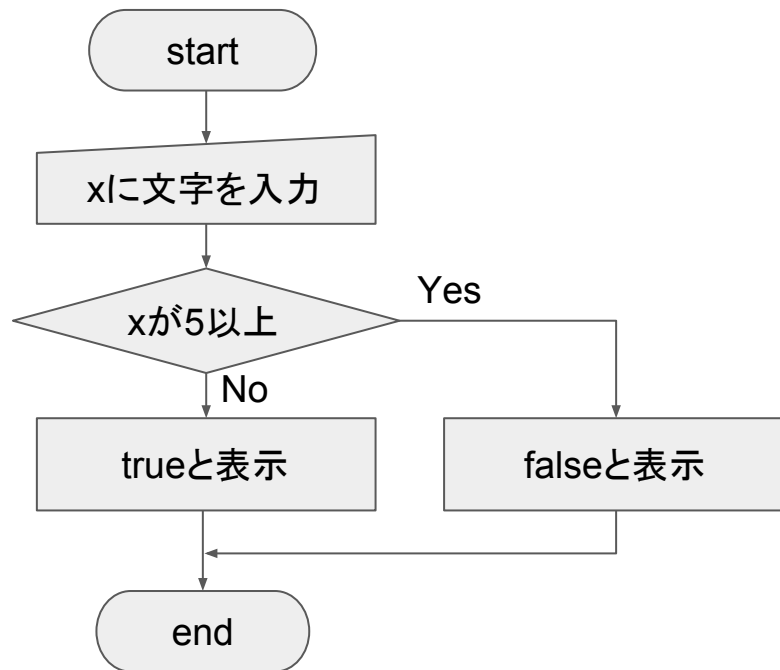 start
xに文字を入力
xが5以上
Yes
No
trueと表示
falseと表示
end